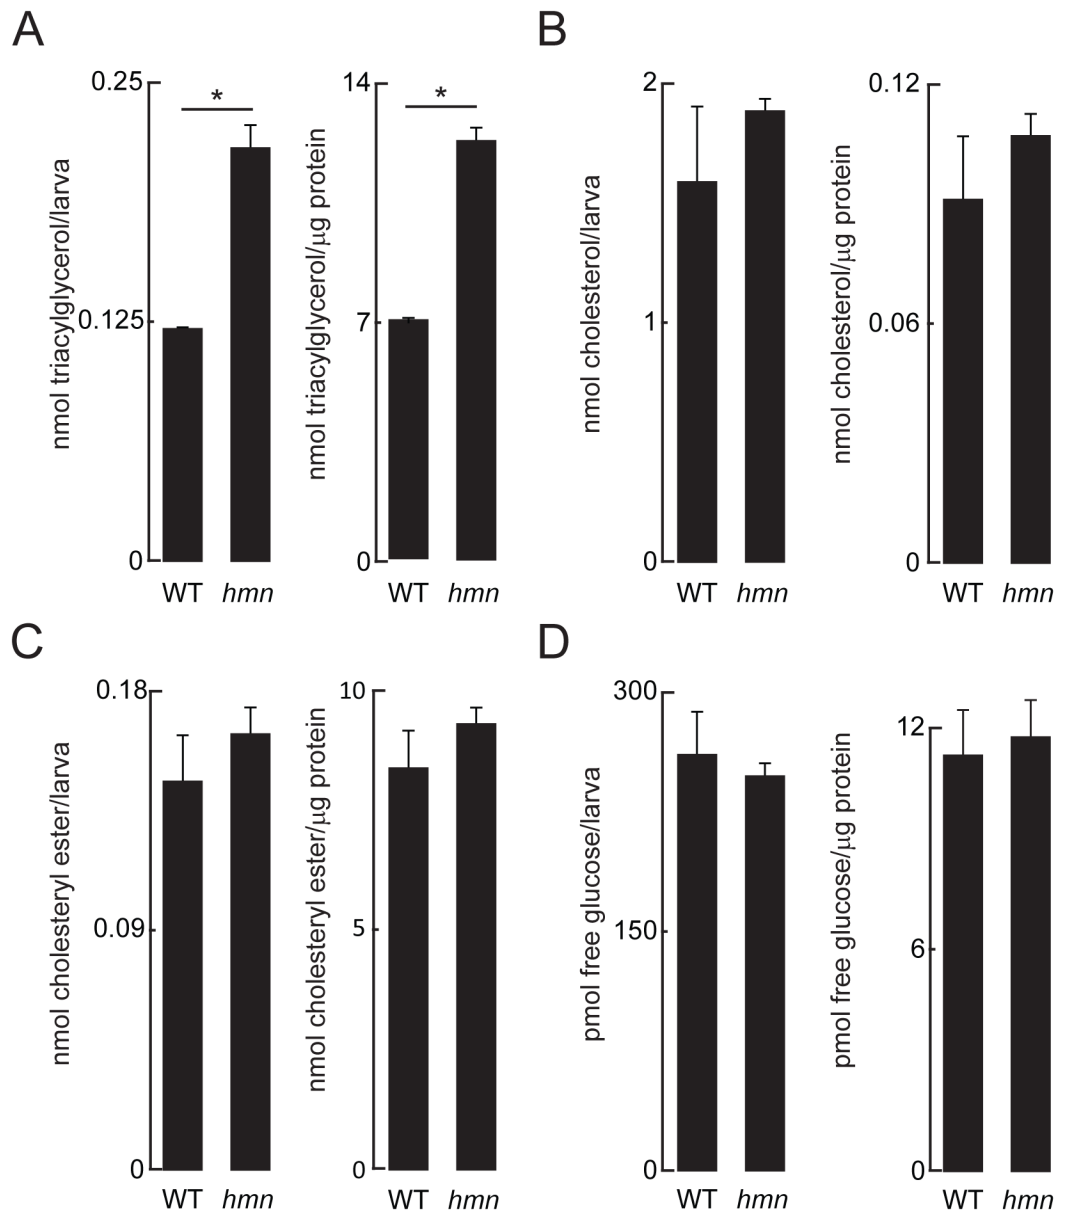 A
nmol triacylglycerol/larva
0.25
0.125
0
*
WT hmn
nmol triacylglycerol/μg protein
14
7
0
*
WT hmn
B
nmol cholesterol/larva
2
1
0
WT hmn
nmol cholesterol/μg protein
0.12
0.06
0
WT hmn
C
nmol cholesteryl ester/larva
0.18
0.09
0
WT hmn
nmol cholesteryl ester/μg protein
10
5
0
WT hmn
D
pmol free glucose/larva
300
150
0
WT hmn
pmol free glucose/μg protein
12
6
0
WT hmn